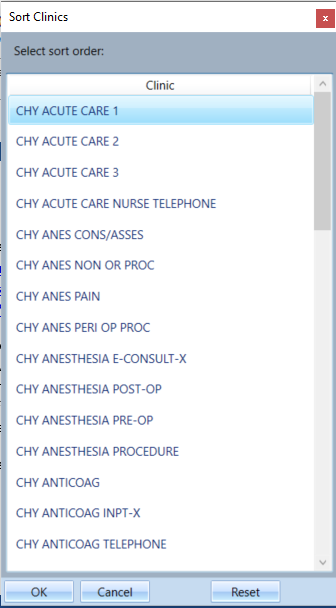 Sort Clinics
x
Select sort order:
Clinic
CHY ACUTE CARE 1
CHY ACUTE CARE 2
CHY ACUTE CARE 3
CHY ACUTE CARE NURSE TELEPHONE
CHY ANES CONS/ASSES
CHY ANES NON OR PROC
CHY ANES PAIN
CHY ANES PERI OP PROC
CHY ANESTHESIA E-CONSULT-X
CHY ANESTHESIA POST-OP
CHY ANESTHESIA PRE-OP
CHY ANESTHESIA PROCEDURE
CHY ANTICOAG
CHY ANTICOAG INPT-X
CHY ANTICOAG TELEPHONE
OK Cancel Reset